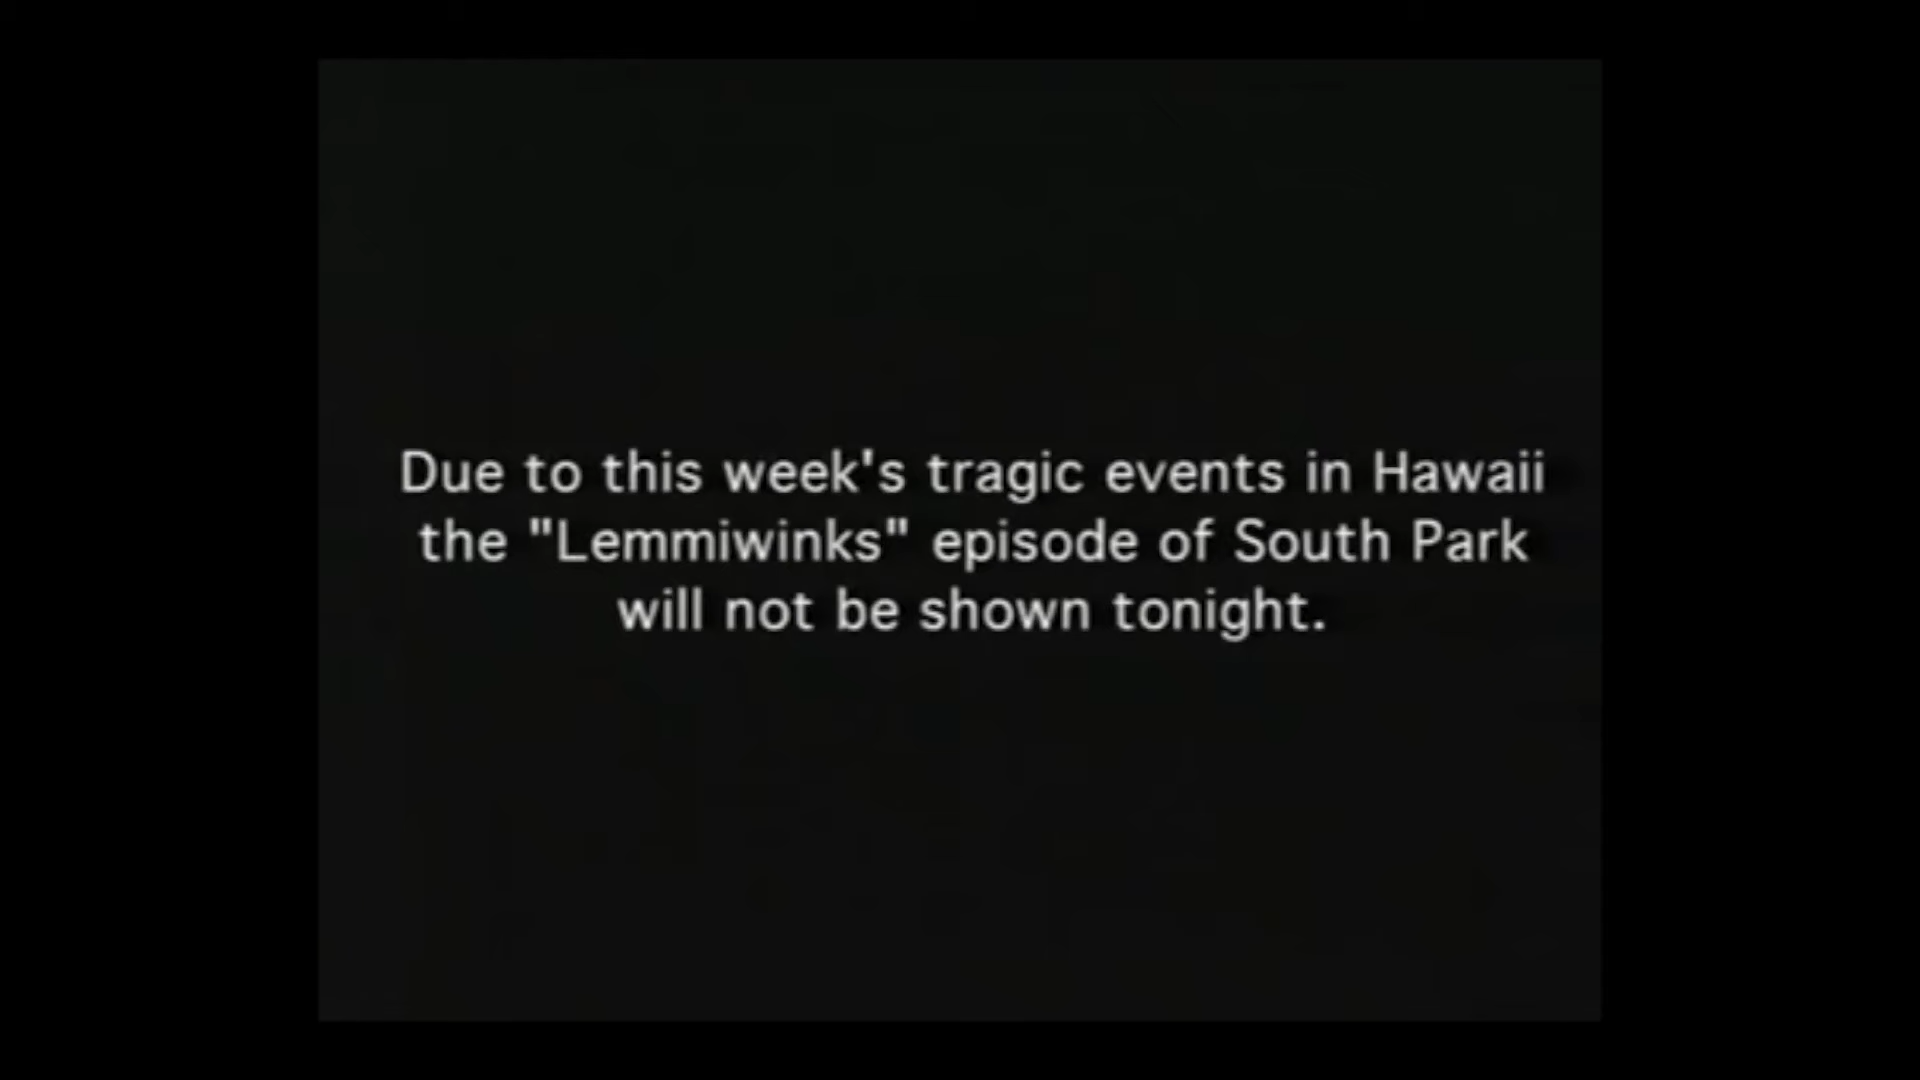 Due to this week's tragic events in Hawaii
the "Lemmiwinks" episode of South Park
will not be shown tonight.